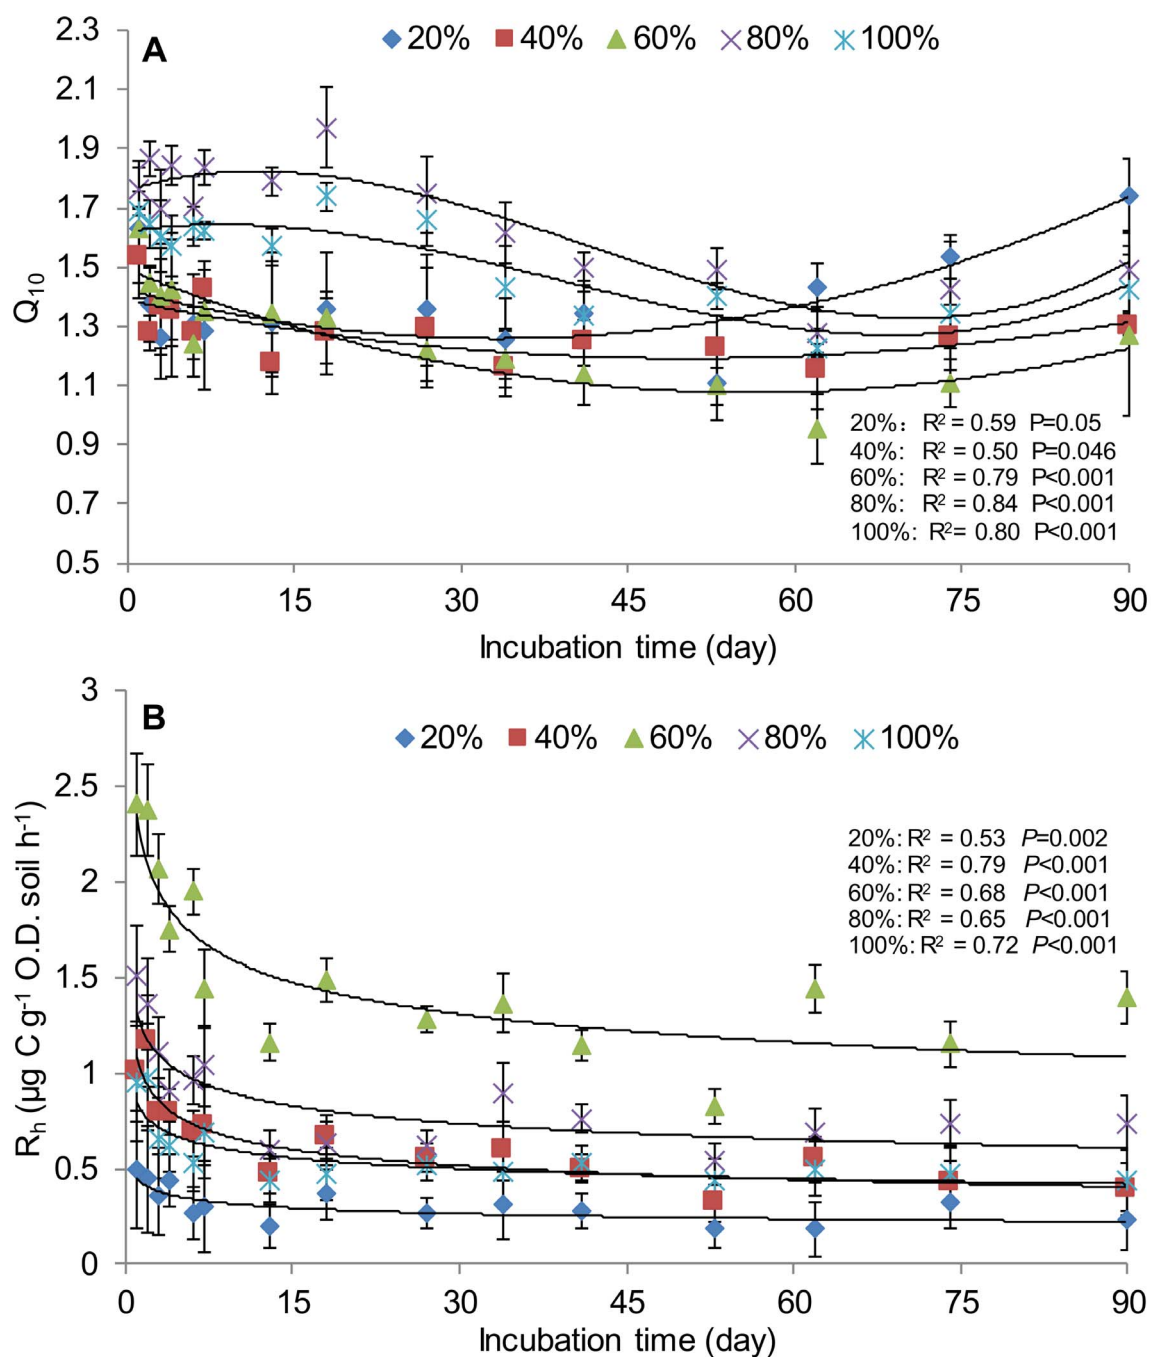 A
20% 40% 60% 80% 100%
2.3
2.1
1.9
1.7
1.5
1.3
1.1
0.9
0.7
0.5
Q10
20%: R² = 0.59 P=0.05
40%: R² = 0.50 P=0.046
60%: R² = 0.79 P<0.001
80%: R² = 0.84 P<0.001
100%: R²= 0.80 P<0.001
0 15 30 45 60 75 90
Incubation time (day)
B
20% 40% 60% 80% 100%
3
2.5
2
1.5
1
0.5
0
Rh (µg C g-1 O.D. soil h-1)
20%: R² = 0.53 P=0.002
40%: R² = 0.79 P<0.001
60%: R² = 0.68 P<0.001
80%: R² = 0.65 P<0.001
100%: R² = 0.72 P<0.001
0 15 30 45 60 75 90
Incubation time (day)